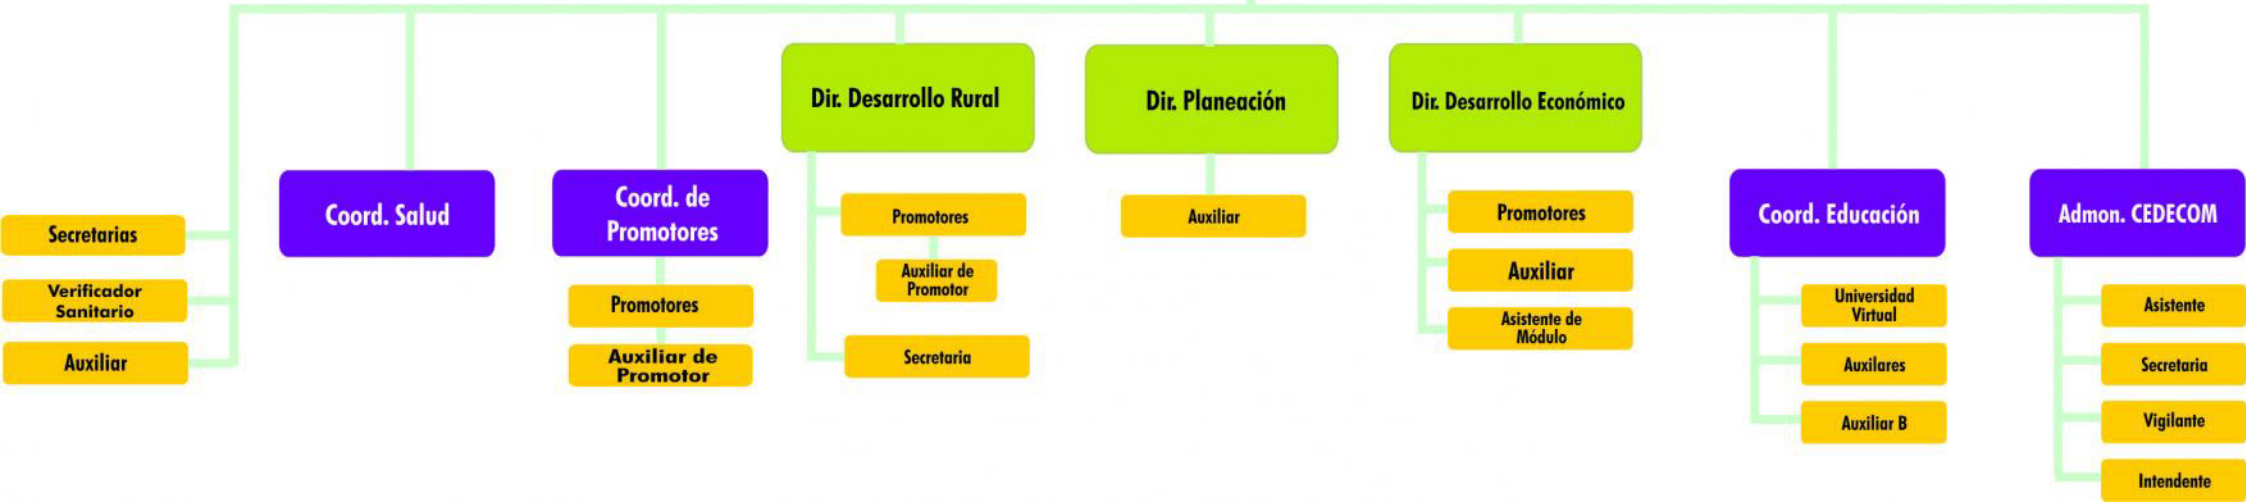 Secretarias
Verificador
Sanitario
Auxiliar
Coord. Salud
Coord. de
Promotores
Promotores
Auxiliar de
Promotor
Dir. Desarrollo Rural
Promotores
Auxiliar de
Promotor
Secretaria
Dir. Planeación
Auxiliar
Dir. Desarrollo Económico
Promotores
Auxiliar
Asistente de
Módulo
Coord. Educación
Universidad
Virtual
Auxilares
Auxiliar B
Admon. CEDECOM
Asistente
Secretaria
Vigilante
Intendente